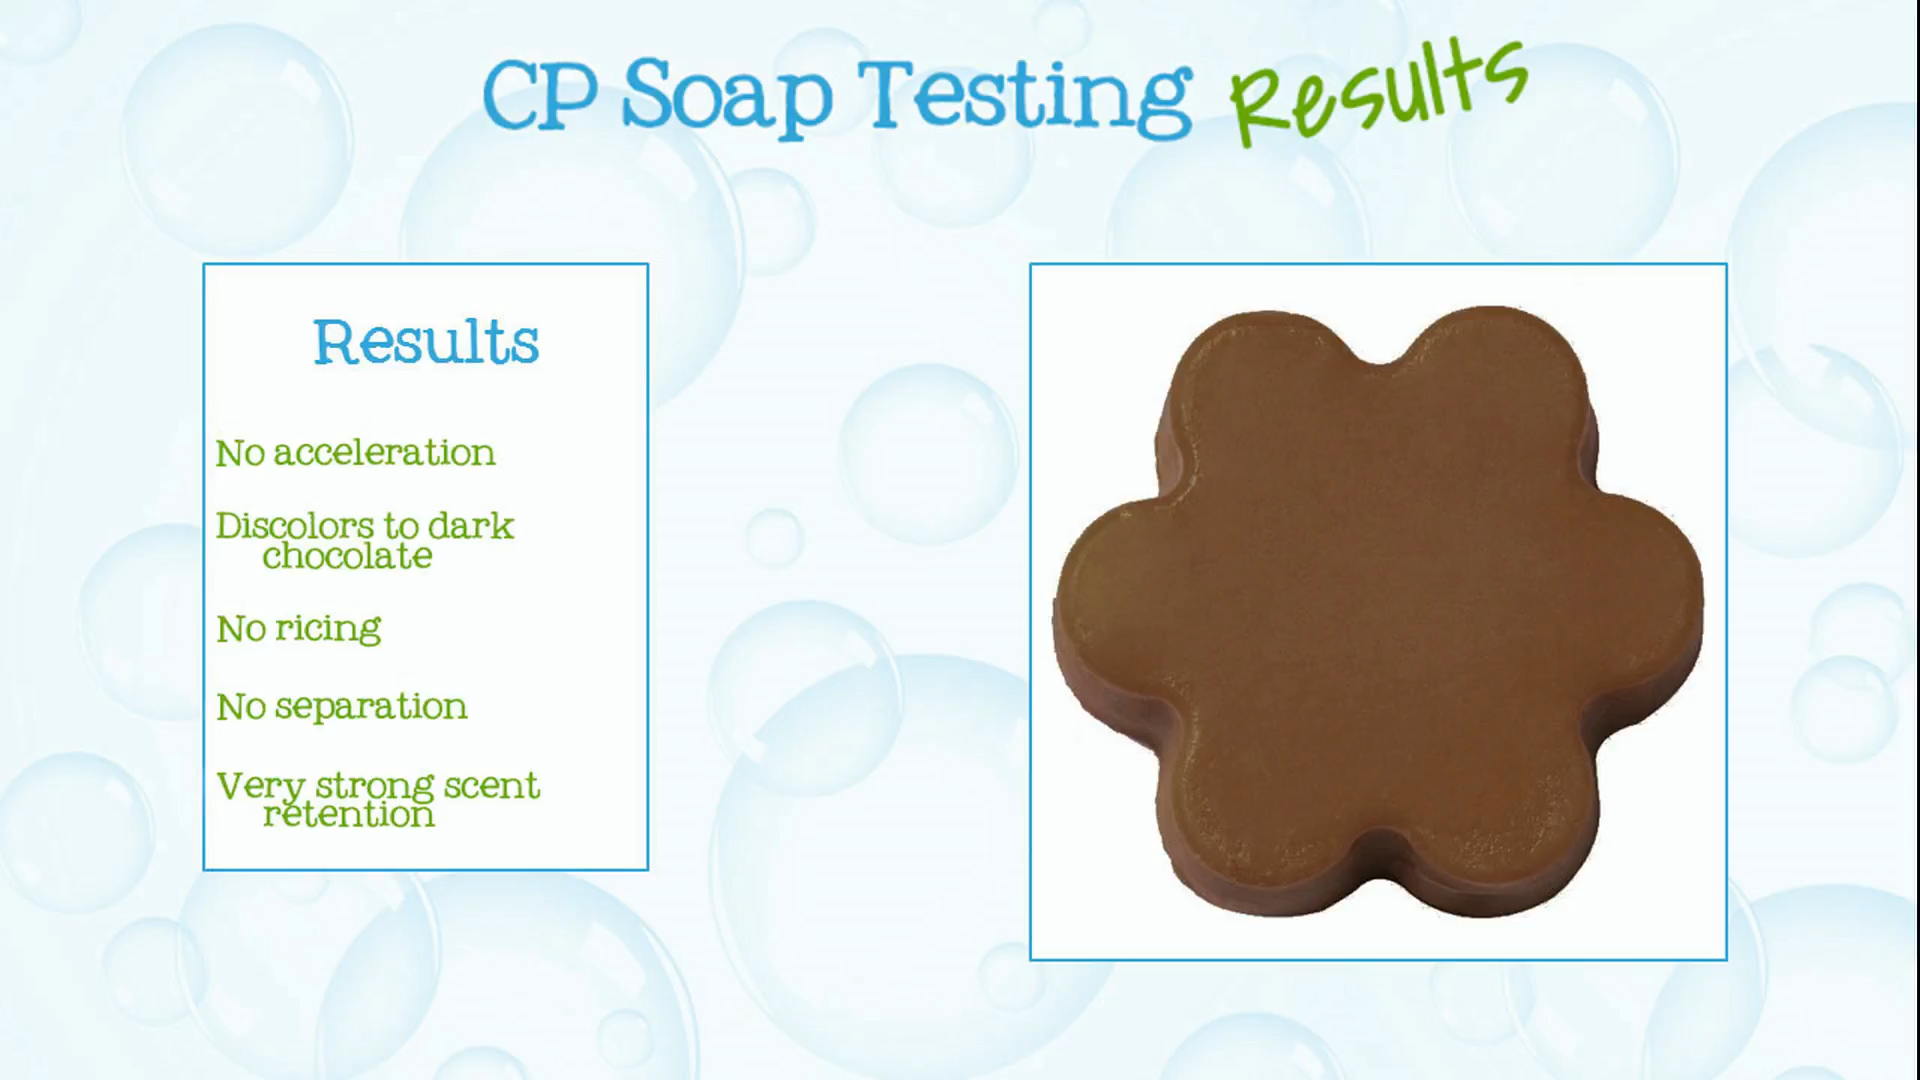 CP Soap Testing Results
Results
No acceleration
Discolors to dark
chocolate
No ricing
No separation
Very strong scent
retention